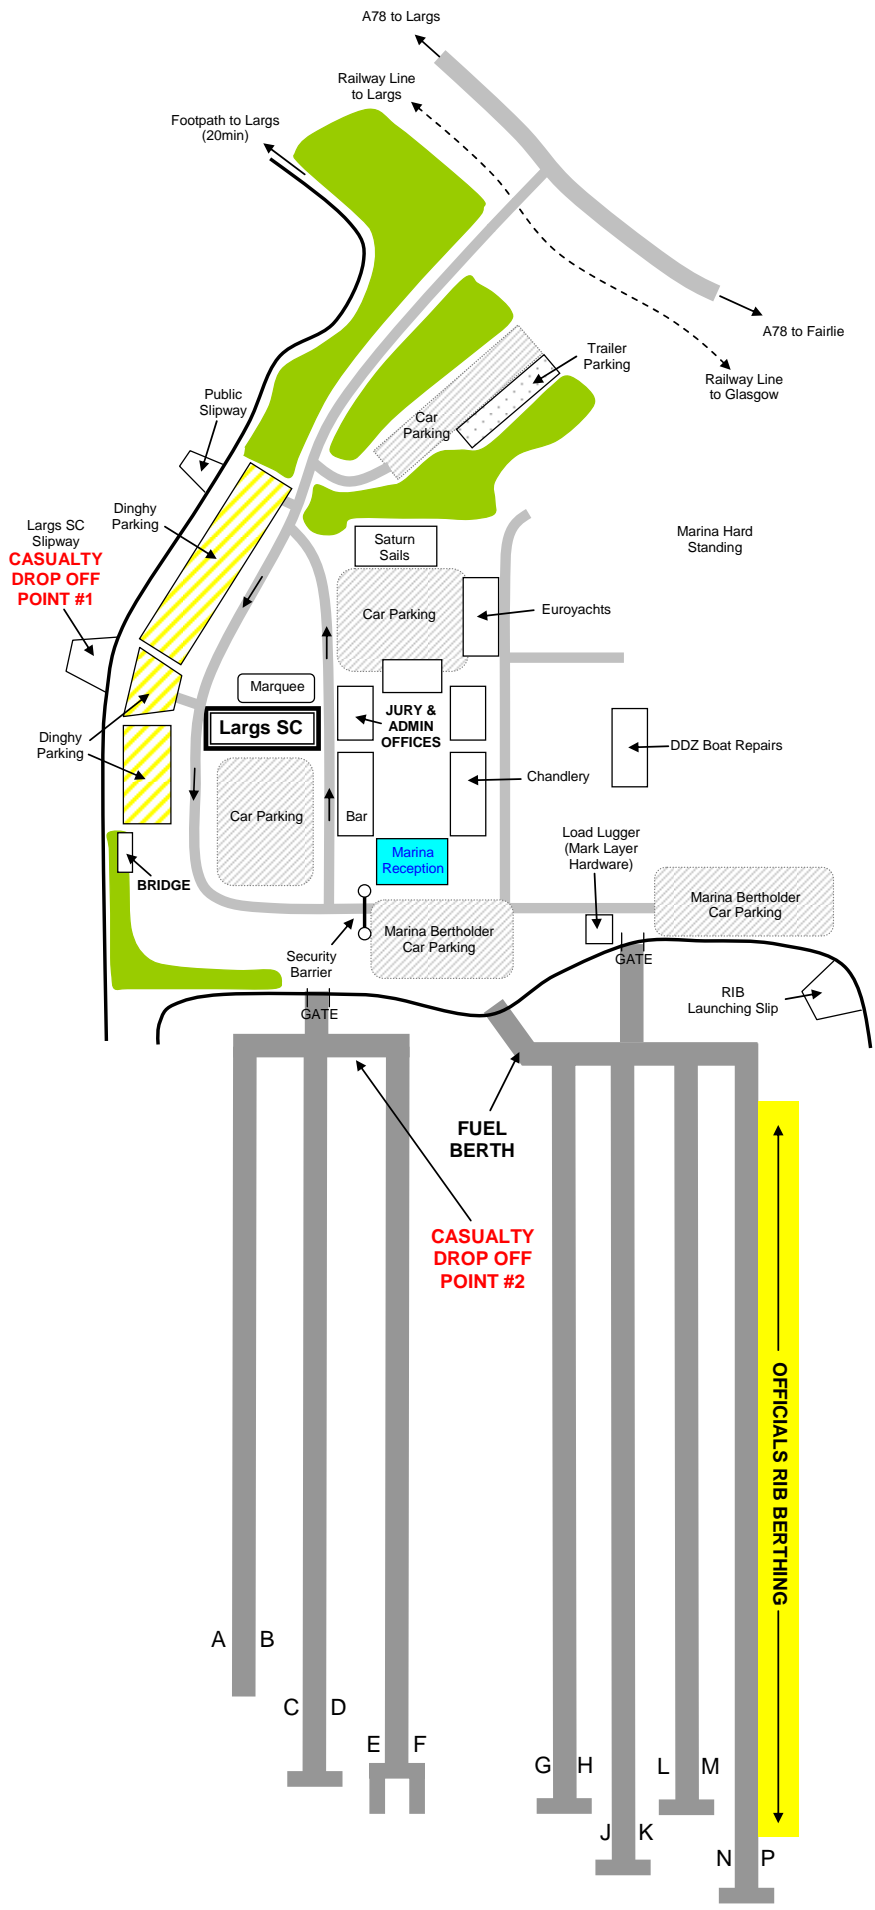 A78 to Largs
Railway Line
to Largs
Footpath to Largs
(20min)
A78 to Fairlie
Trailer
Parking
Railway Line
to Glasgow
Public
Slipway
Car
Parking
Dinghy
Parking
Largs SC
Slipway
CASUALTY
DROP OFF
POINT #1
Saturn
Sails
Marina Hard
Standing
Car Parking
Euroyachts
Marquee
JURY &
ADMIN
OFFICES
Largs SC
Dinghy
Parking
DDZ Boat Repairs
Chandlery
Car Parking
Bar
Load Lugger
(Mark Layer
Hardware)
Marina
Reception
BRIDGE
Marina Bertholder
Car Parking
Marina Bertholder
Car Parking
Security
Barrier
GATE
RIB
Launching Slip
GATE
FUEL
BERTH
CASUALTY
DROP OFF
POINT #2
OFFICIALS RIB BERTHING
A B
C D
E F
G H
L M
J K
N P